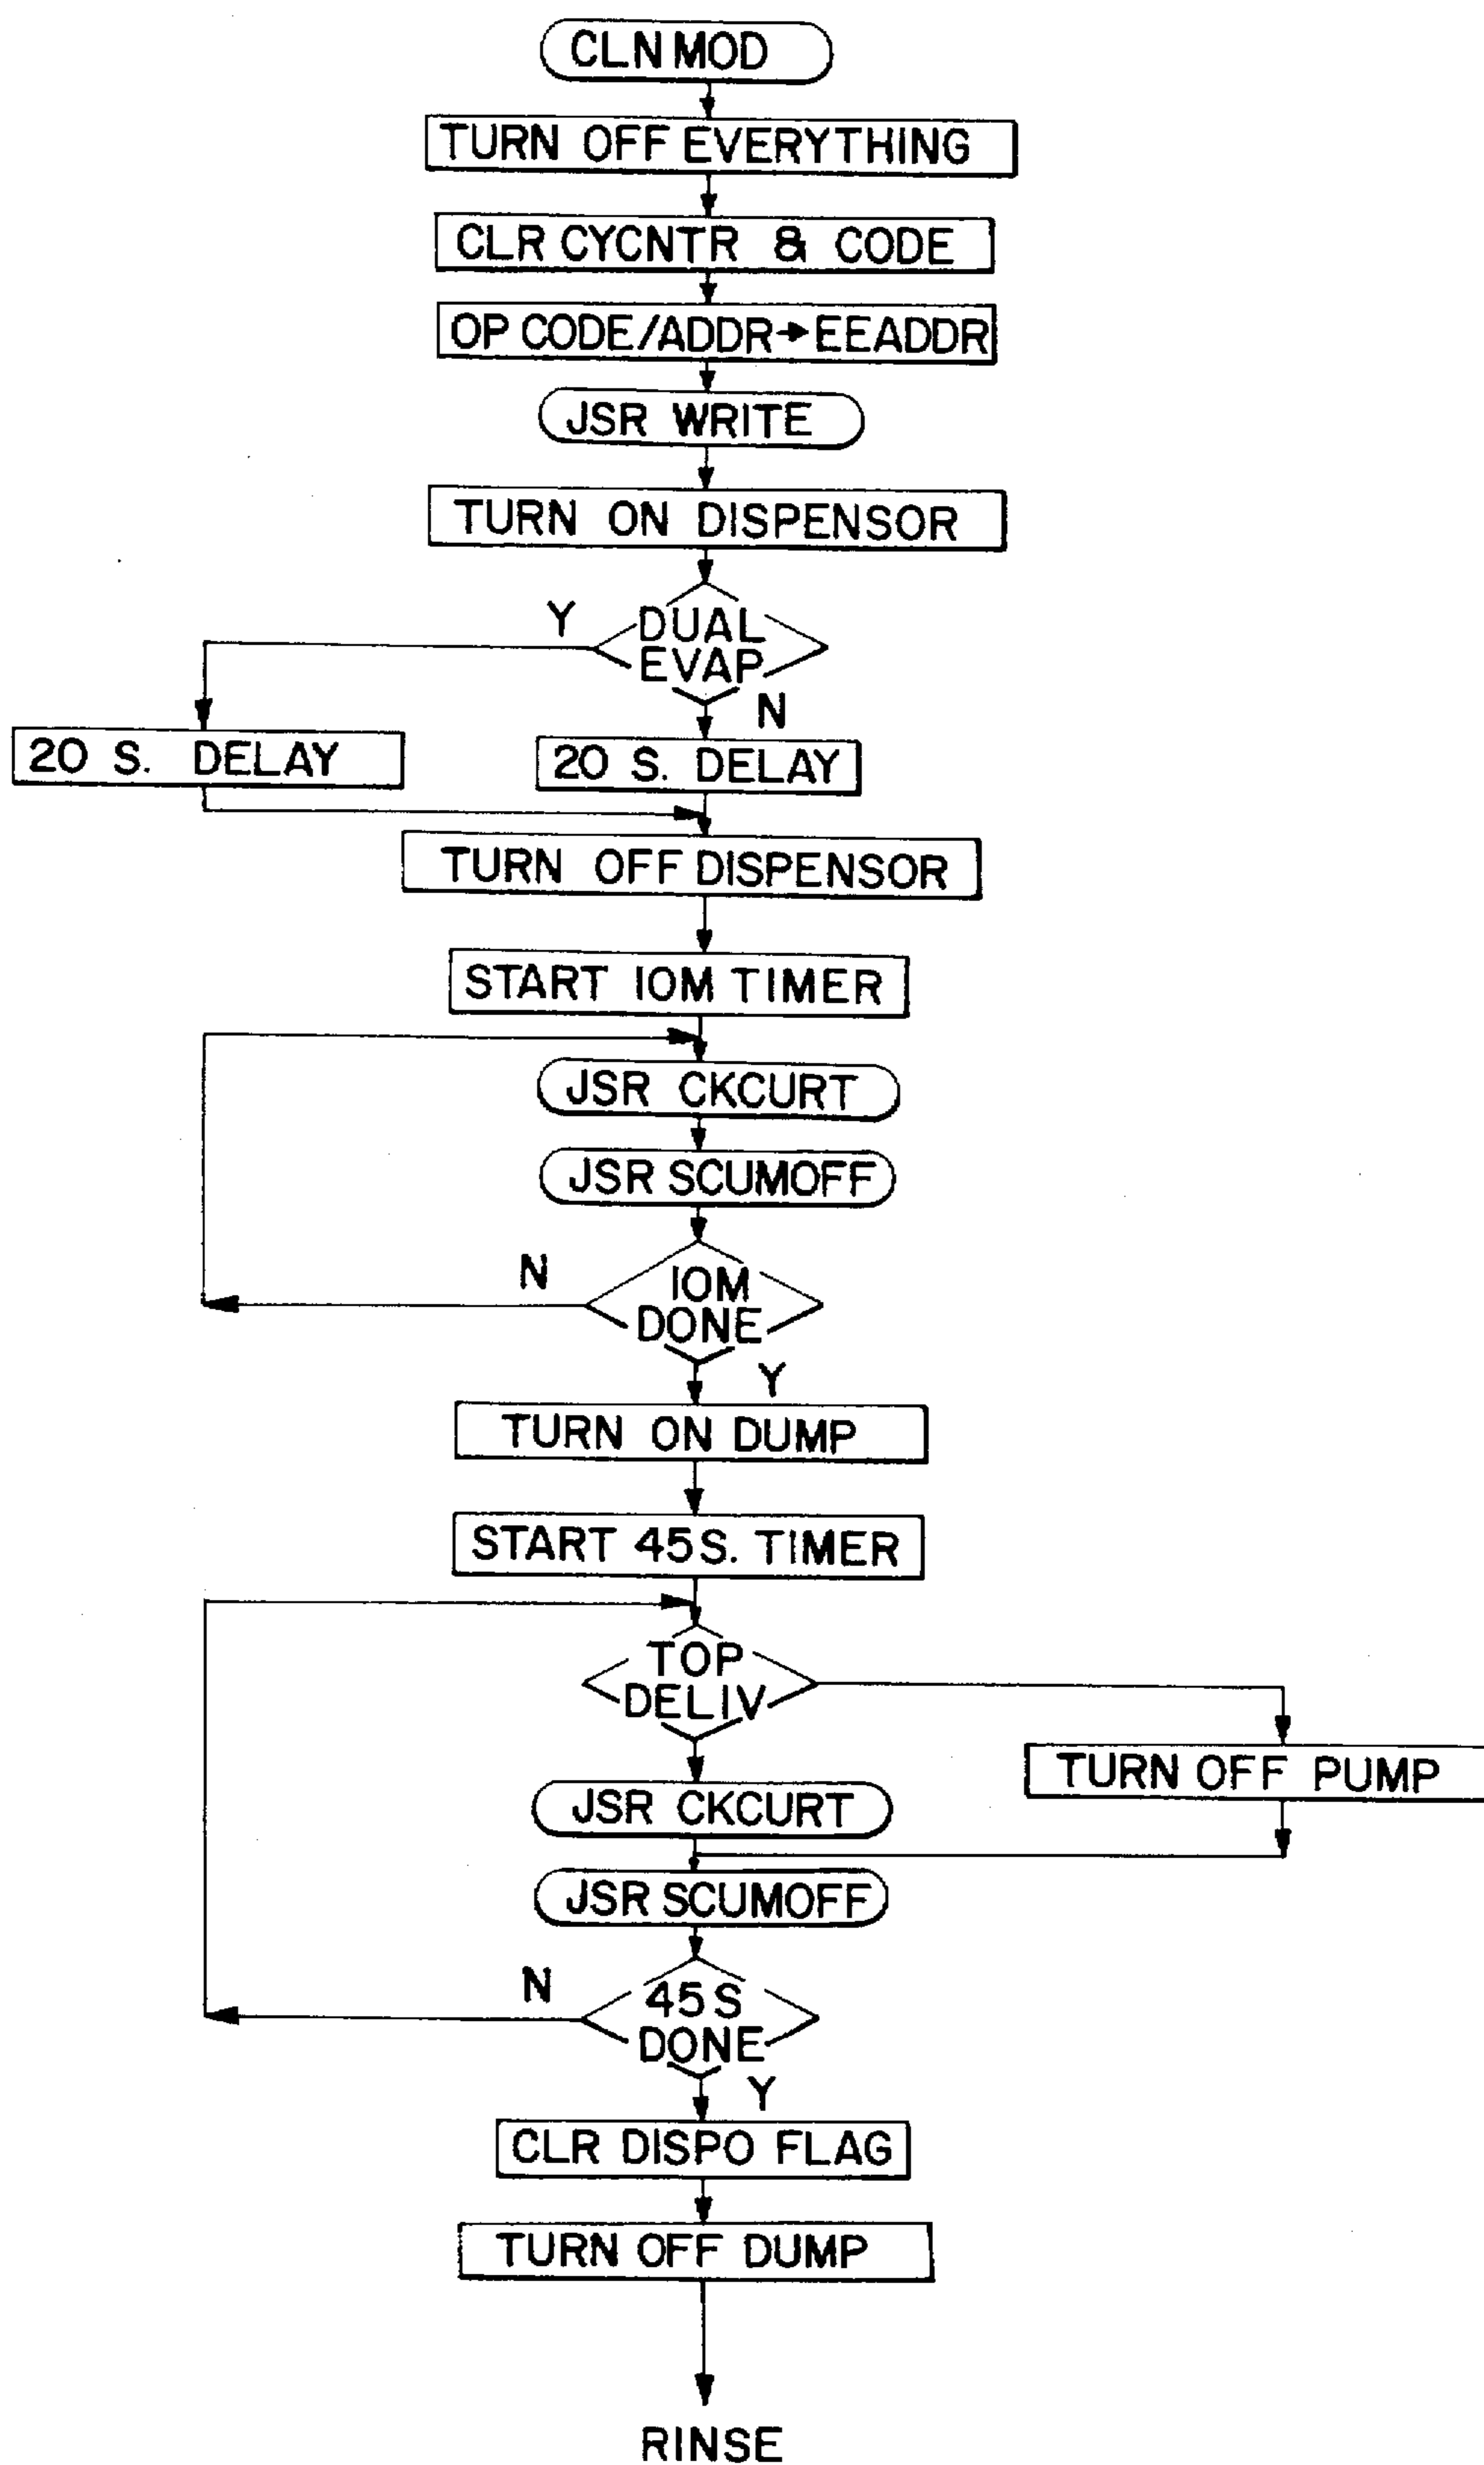 CLN MOD
TURN OFF EVERYTHING
CLR CYCNTR & CODE
OP CODE/ADDR→EEADDR
JSR WRITE
TURN ON DISPENSOR
DUAL
EVAP
Y
N
20 S. DELAY
20 S. DELAY
TURN OFF DISPENSOR
START 10M TIMER
JSR CKCURT
JSR SCUMOFF
10M
DONE
N
Y
TURN ON DUMP
START 45S. TIMER
TOP
DELIV
TURN OFF PUMP
JSR CKCURT
JSR SCUMOFF
45S
DONE
N
Y
CLR DISPO FLAG
TURN OFF DUMP
RINSE